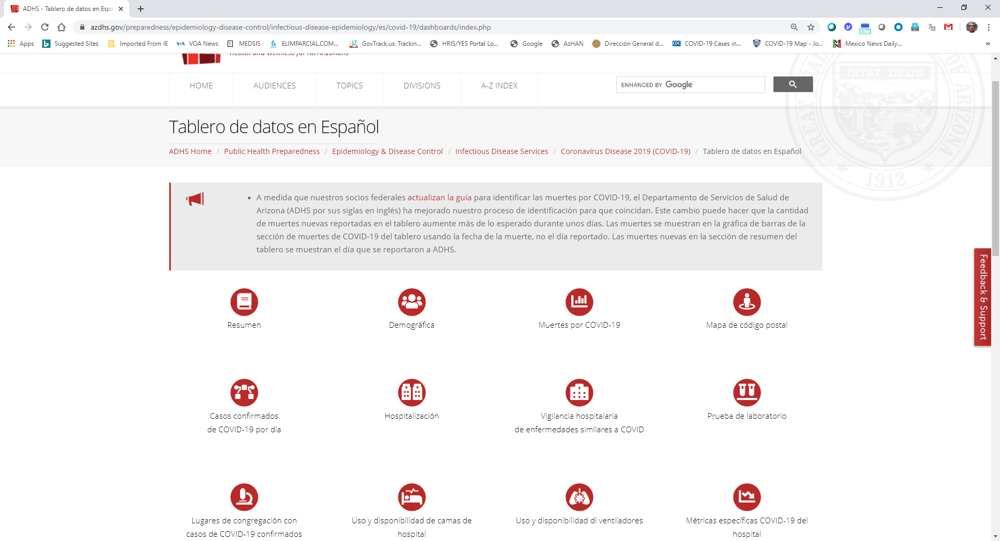 ADHS - Tablero de datos en Espa
azdhs.gov/preparedness/epidemiology-disease-control/infectious-disease-epidemiology/es/covid-19/dashboards/index.php
17m
Apps
Suggested Sites
Imported From IE
VOA VOA News
MEDSIS
ELIMPARCIAL.COM...
GovTrack.us: Trackin...
HRIS/YES Portal Lo...
Google
AzHAN
Dirección General d...
CDC COVID-19 Cases in...
COVID-19 Map - Jo...
Mexico News Daily...
Health and Wellness for All Arizonans
HOME
AUDIENCES
TOPICS
DIVISIONS
A-Z INDEX
ENHANCED BY Google
DITAT DEUS
GREAT SEAL OF ARIZONA
1912
Tablero de datos en Español
ADHS Home / Public Health Preparedness / Epidemiology & Disease Control / Infectious Disease Services / Coronavirus Disease 2019 (COVID-19) / Tablero de datos en Español
• A medida que nuestros socios federales actualizan la guía para identificar las muertes por COVID-19, el Departamento de Servicios de Salud de
Arizona (ADHS por sus siglas en inglés) ha mejorado nuestro proceso de identificación para que coincidan. Este cambio puede hacer que la cantidad
de muertes nuevas reportadas en el tablero aumente más de lo esperado durante unos días. Las muertes se muestran en la gráfica de barras de la
sección de muertes de COVID-19 del tablero usando la fecha de la muerte, no el día reportado. Las muertes nuevas en la sección de resumen del
tablero se muestran el día que se reportaron a ADHS.
Feedback & Support
Resumen
Demográfica
Muertes por COVID-19
Mapa de código postal
Casos confirmados
de COVID-19 por día
Hospitalización
Vigilancia hospitalaria
de enfermedades similares a COVID
Prueba de laboratorio
Lugares de congregación con
casos de COVID-19 confirmados
Uso y disponibilidad de camas de
hospital
Uso y disponibilidad dl ventiladores
Métricas específicas COVID-19 del
hospital